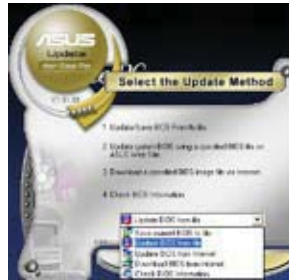 ASUS
Update
Select the Update Method
1 Update/Save BIOS From file
2 Update system BIOS using a specified BIOS file on
ASUS Web Site
3 Download a specified BIOS image file via Internet
4 Check BIOS Information
Update BIOS from file
Save current BIOS to file
Update BIOS from file
Update BIOS from Internet
Download BIOS from Internet
Check BIOS Information